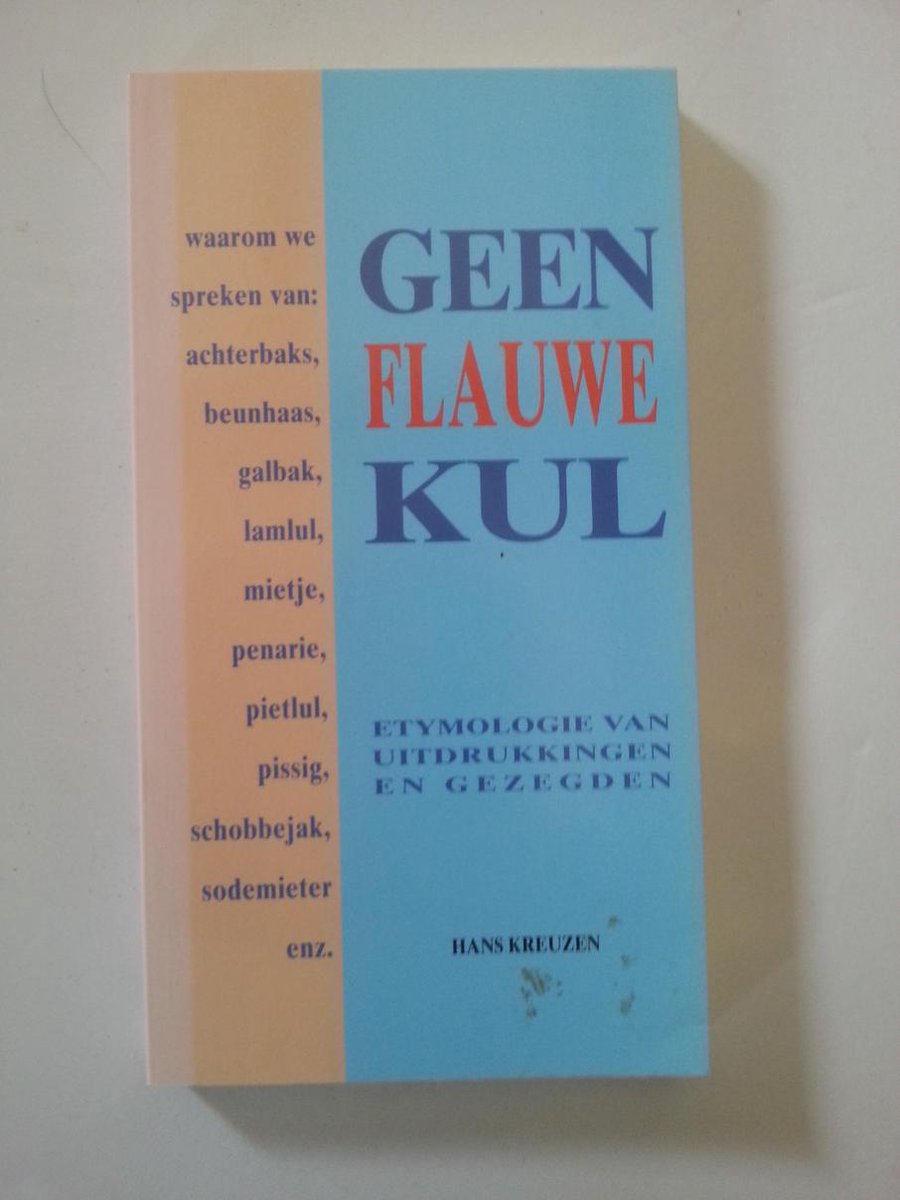 waarom we
spreken van:
achterbaks,
beunhaas,
galbak,
lamlul,
mietje,
penarie,
pietlul,
pissig,
schobbejak,
sodemieter
enz.
GEEN
FLAUWE
KUL
ETYMOLOGIE VAN
UITDRUKKINGEN
EN GEZEGDEN
HANS KREUZEN